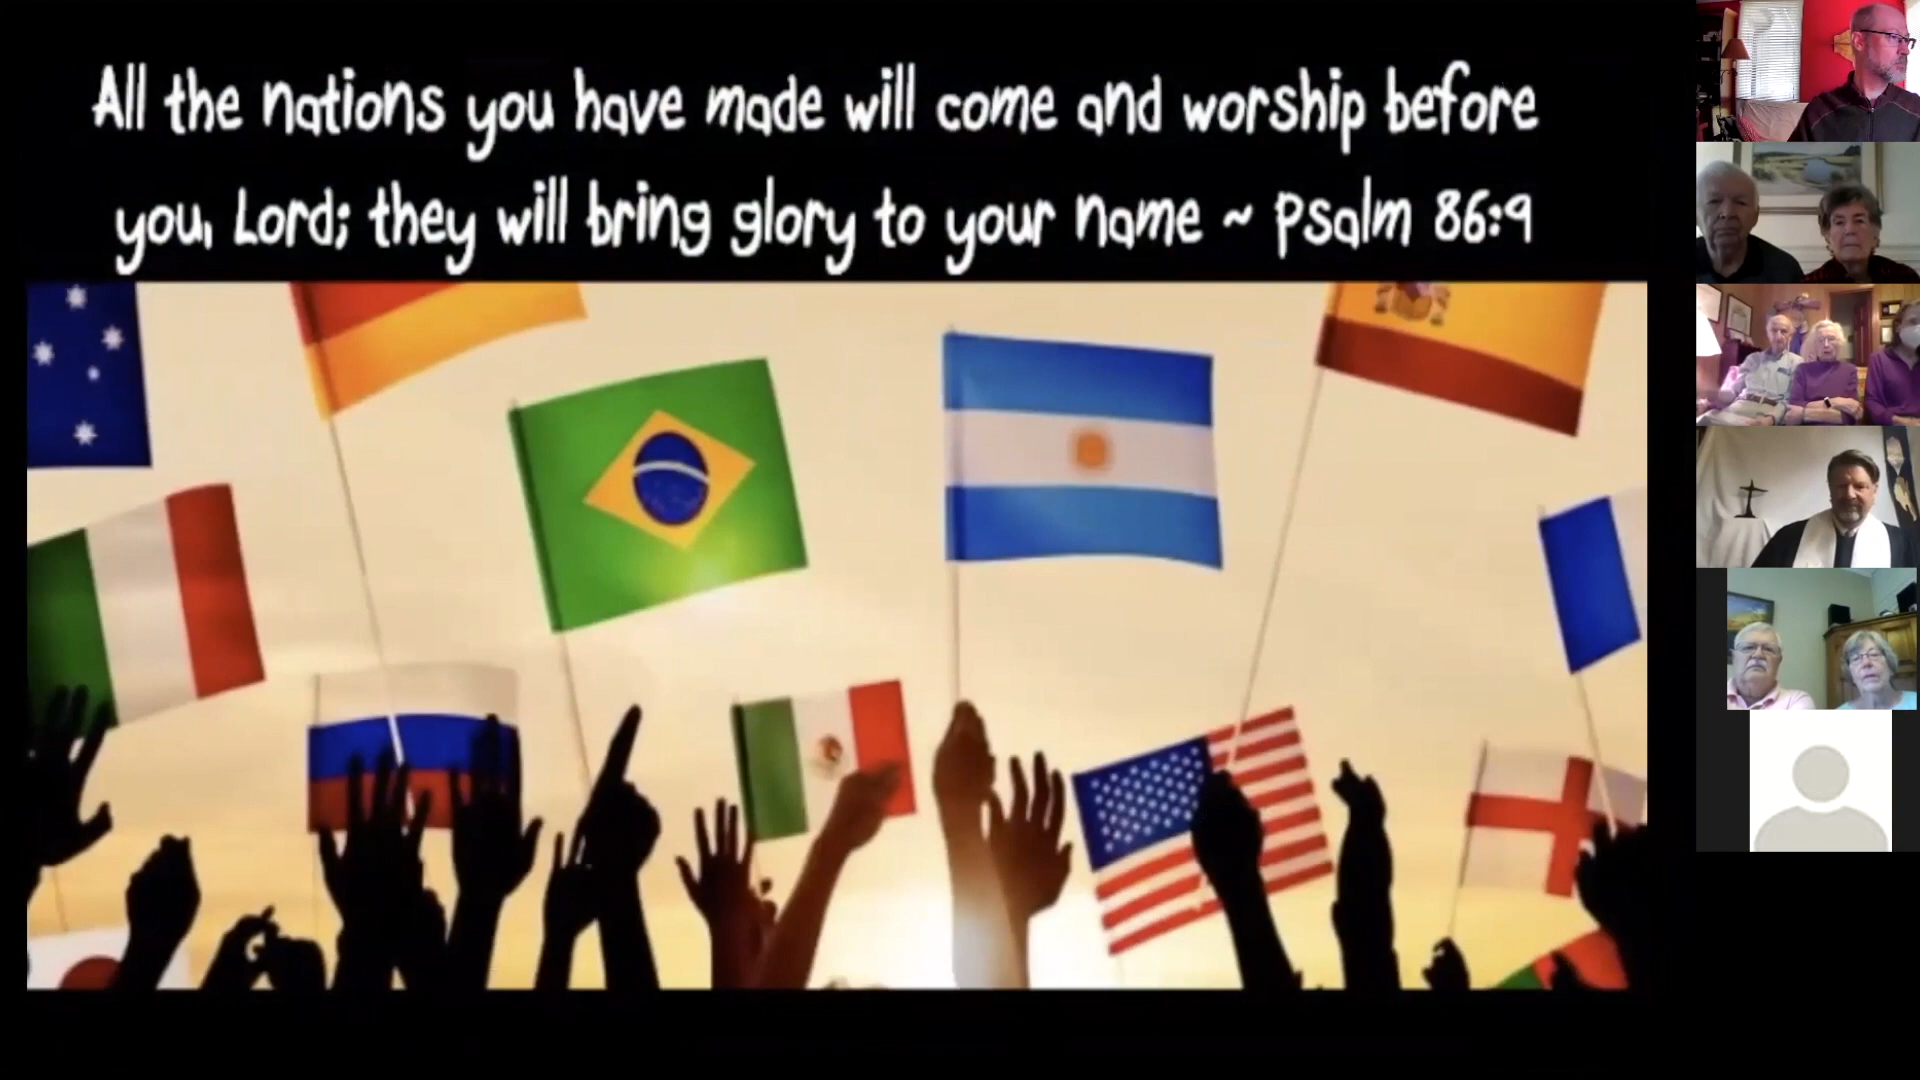 All the nations you have made will come and worship before
you, Lord; they will bring glory to your name ~ Psalm 86:9